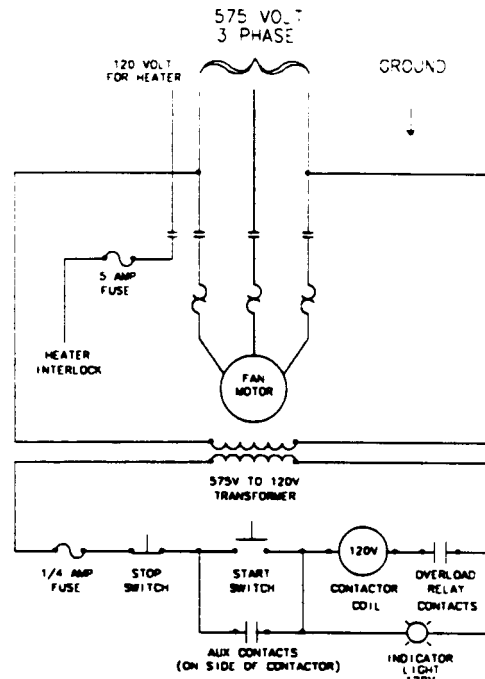 575 VOLT
3 PHASE
120 VOLT
FOR HEATER
GROUND
5 AMP
FUSE
HEATER
INTERLOCK
FAN
MOTOR
575V TO 120V
TRANSFORMER
120V
1/4 AMP
FUSE
STOP
SWITCH
START
SWITCH
CONTACTOR
COIL
OVERLOAD
RELAY
CONTACTS
AUX CONTACTS
(ON SIDE OF CONTACTOR)
INDICATOR
LIGHT